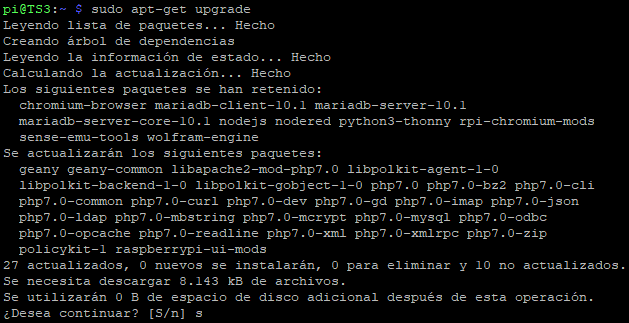 pi@TS3:~ $ sudo apt-get upgrade
Leyendo lista de paquetes... Hecho
Creando árbol de dependencias
Leyendo la información de estado... Hecho
Calculando la actualización... Hecho
Los siguientes paquetes se han retenido:
  chromium-browser mariadb-client-10.1 mariadb-server-10.1
  mariadb-server-core-10.1 nodejs nodered python3-thonny rpi-chromium-mods
  sense-emu-tools wolfram-engine
Se actualizarán los siguientes paquetes:
  geany geany-common libapache2-mod-php7.0 libpolkit-agent-1-0
  libpolkit-backend-1-0 libpolkit-gobject-1-0 php7.0 php7.0-bz2 php7.0-cli
  php7.0-common php7.0-curl php7.0-dev php7.0-gd php7.0-imap php7.0-json
  php7.0-ldap php7.0-mbstring php7.0-mcrypt php7.0-mysql php7.0-odbc
  php7.0-opcache php7.0-readline php7.0-xml php7.0-xmlrpc php7.0-zip
  policykit-1 raspberrypi-ui-mods
27 actualizados, 0 nuevos se instalarán, 0 para eliminar y 10 no actualizados.
Se necesita descargar 8.143 kB de archivos.
Se utilizarán 0 B de espacio de disco adicional después de esta operación.
¿Desea continuar? [S/n] s